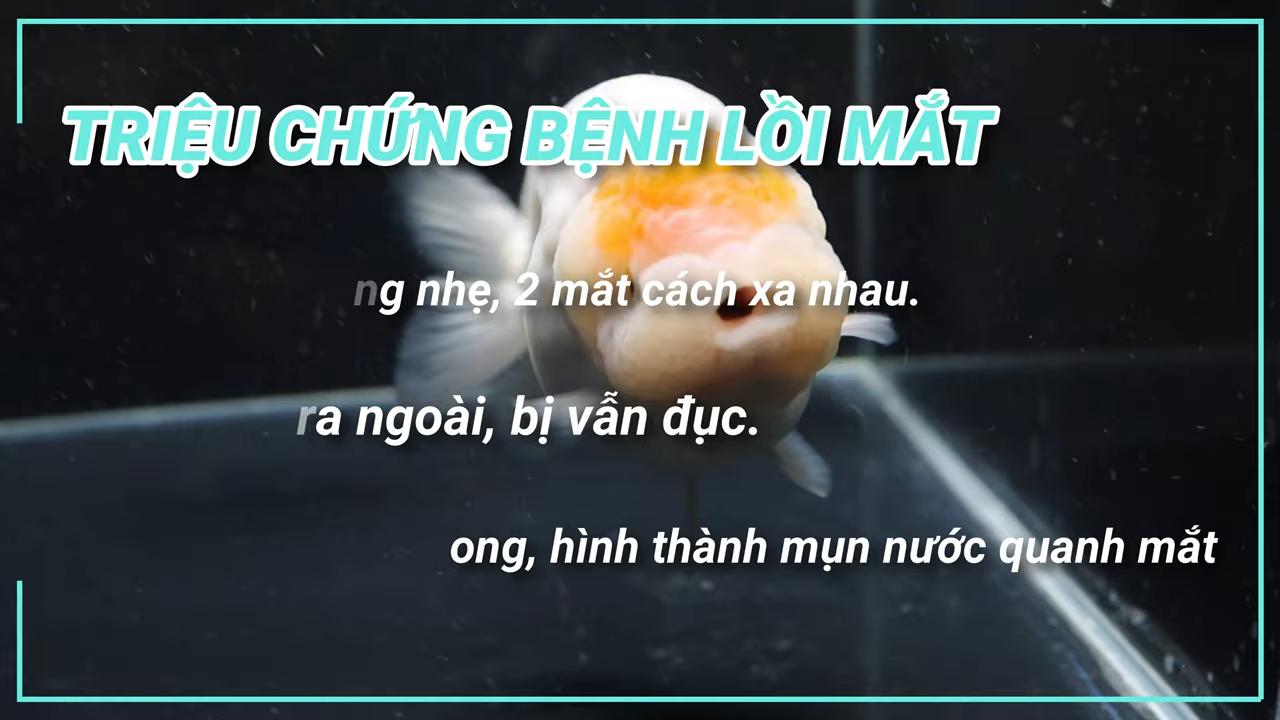 TRIỆU CHỨNG BỆNH LỒI MẮT
ng nhẹ, 2 mắt cách xa nhau.
ra ngoài, bị vẫn đục.
ong, hình thành mụn nước quanh mắt